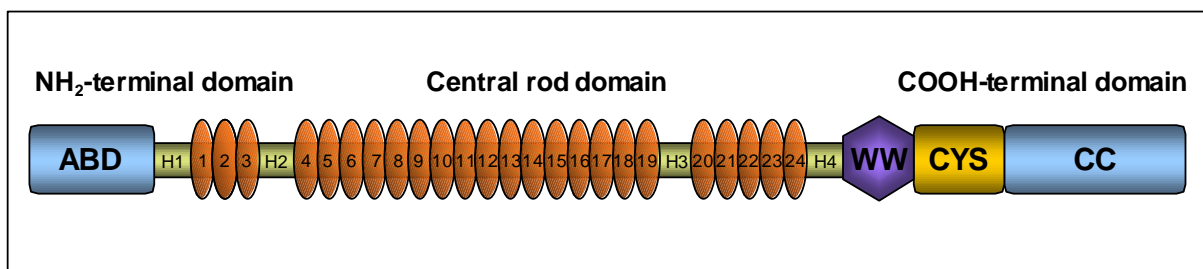 NH2-terminal domain Central rod domain COOH-terminal domain
ABD H1 1 2 3 H2 4 5 6 7 8 9 10 11 12 13 14 15 16 17 18 19 H3 20 21 22 23 24 H4 WW CYS CC